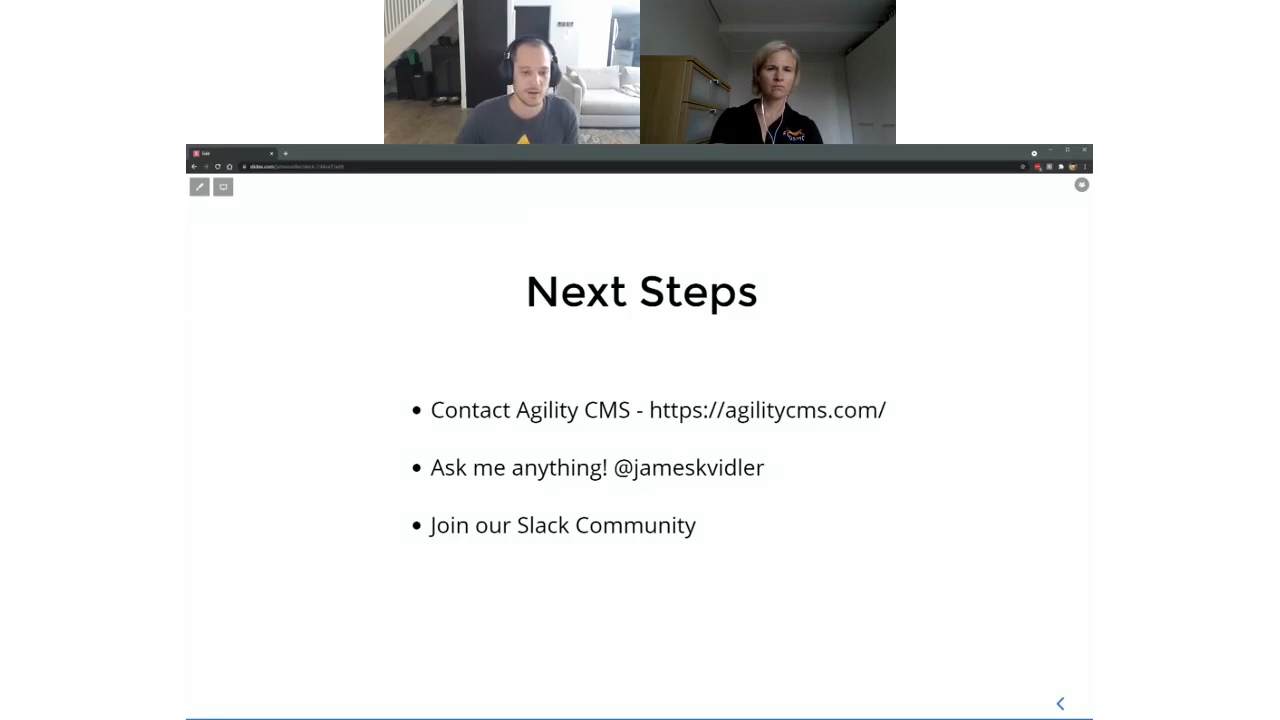 Next Steps
Contact Agility CMS - https://agilitycms.com/
Ask me anything! @jameskvidler
Join our Slack Community